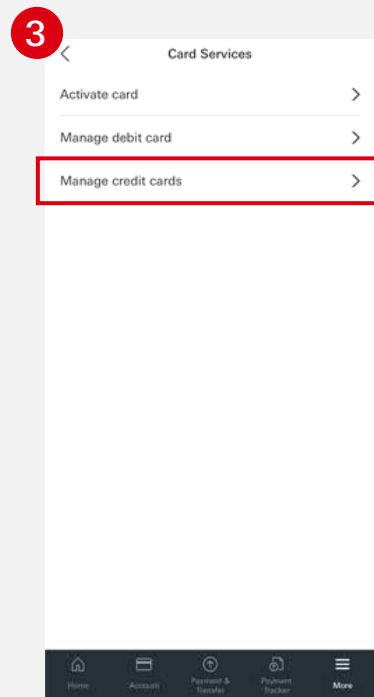 3
Card Services
Activate card
Manage debit card
Manage credit cards
Home
Account
Payment &
Transfer
Payment
Tracker
More